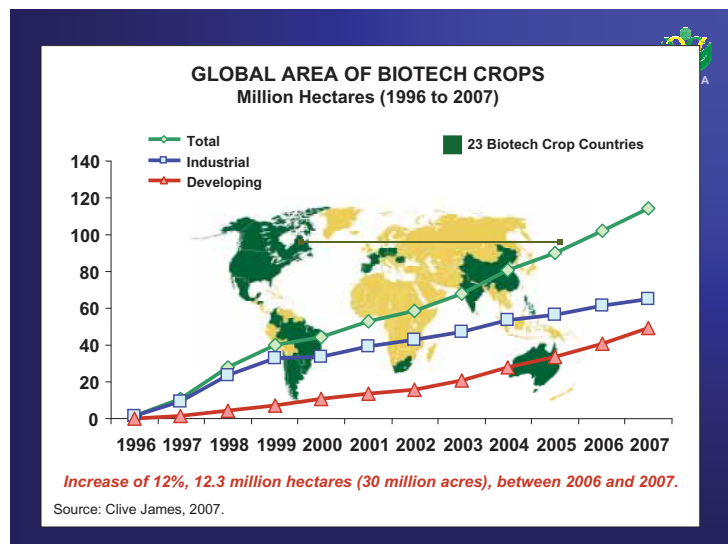 GLOBAL AREA OF BIOTECH CROPS
Million Hectares (1996 to 2007)
Total
Industrial
Developing
23 Biotech Crop Countries
140
120
100
80
60
40
20
0
1996 1997 1998 1999 2000 2001 2002 2003 2004 2005 2006 2007
Increase of 12%, 12.3 million hectares (30 million acres), between 2006 and 2007.
Source: Clive James, 2007.